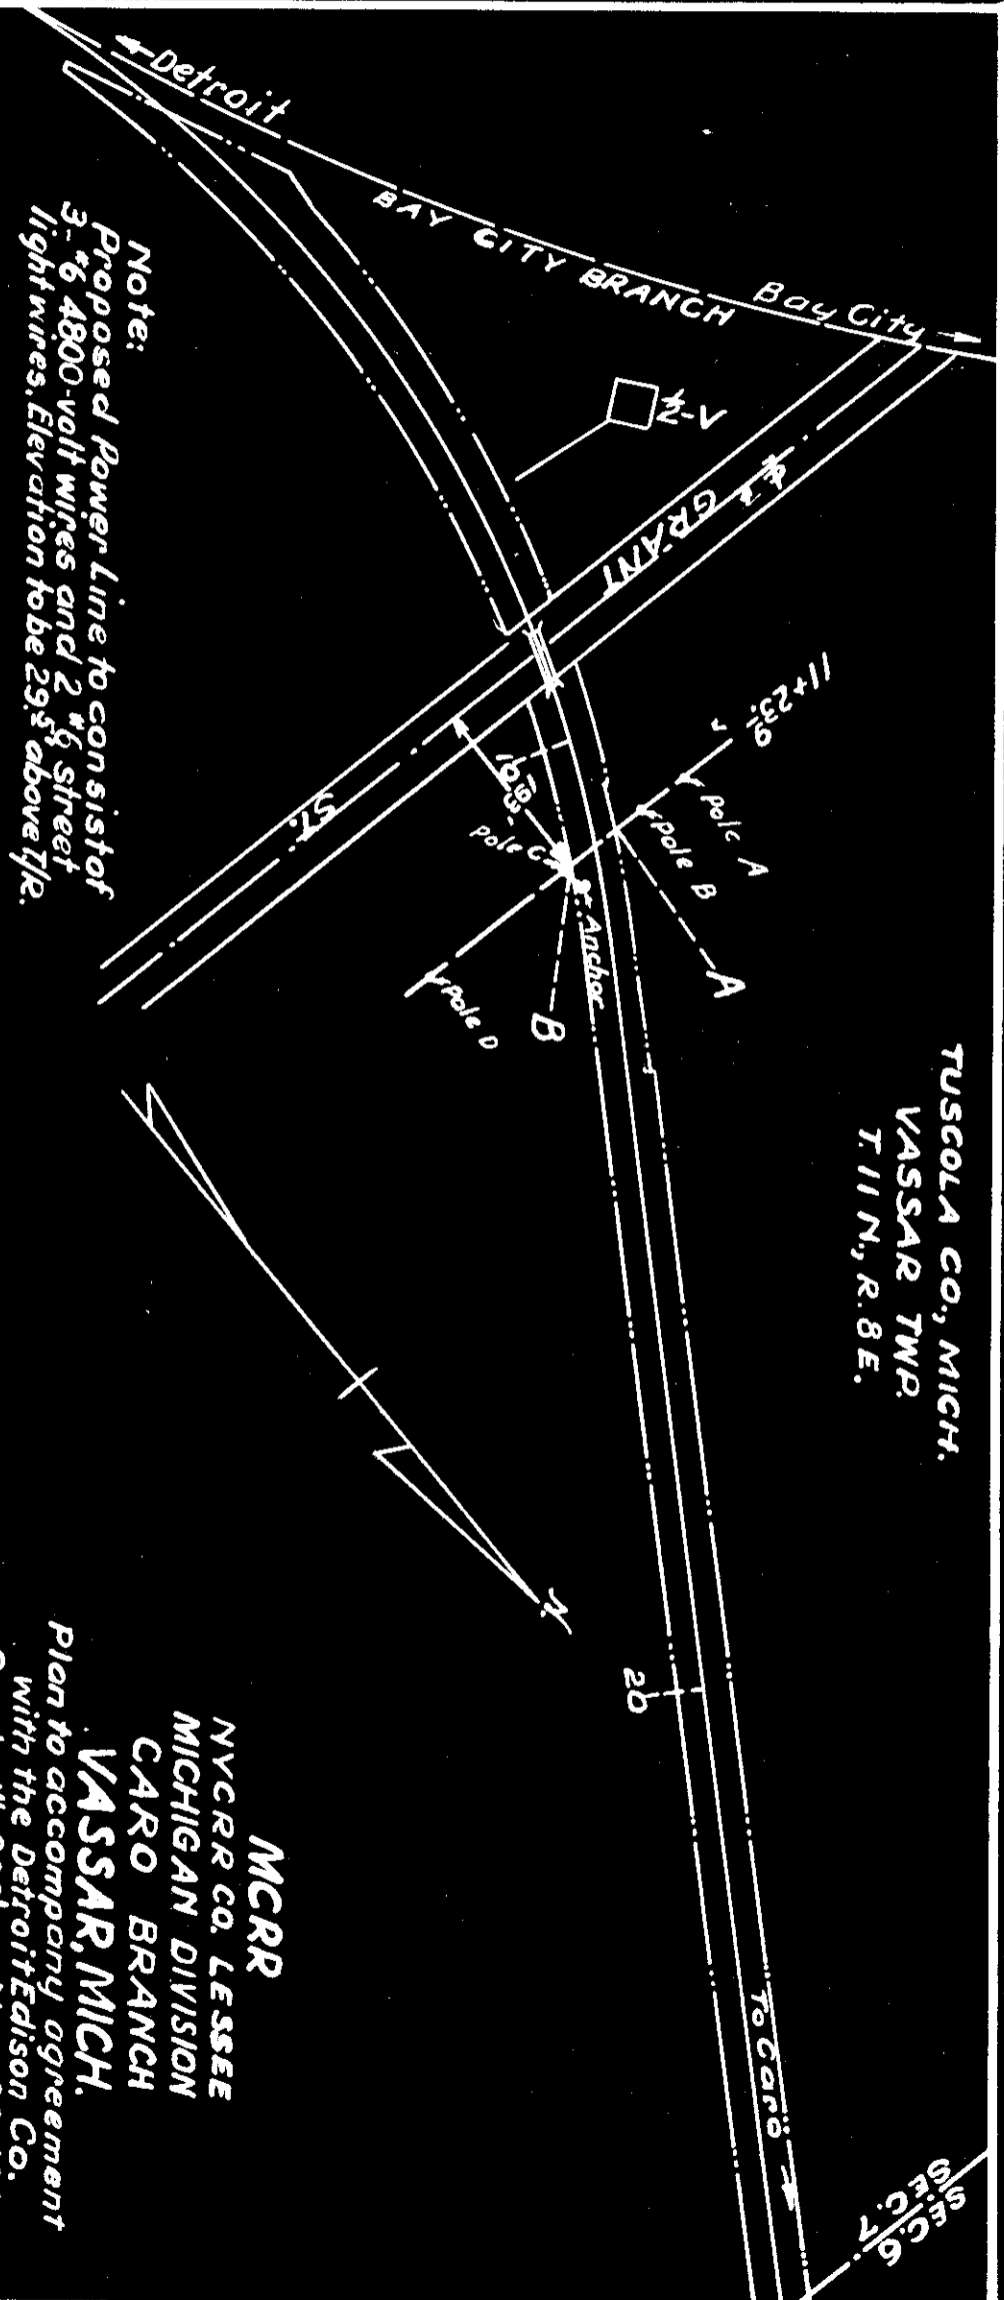 TUSCOLA CO., MICH.
VASSAR TWP.
T. 11 N., R. 8 E.
Detroit
BAY CITY BRANCH
Bay City
½-V
GRANT
ST.
11+23.9
Pole A
Pole B
Pole C
Anchor
Pole D
A
B
10
20
To Caro
SEC. 6
SEC. 7
Note:
Proposed Power Line to consist of
3-#6 4800-volt wires and 2 #6 street
light wires. Elevation to be 29.5' above T/R.
MCRR
NYCRR CO. LESSEE
MICHIGAN DIVISION
CARO BRANCH
VASSAR, MICH.
Plan to accompany agreement
with the Detroit Edison Co.